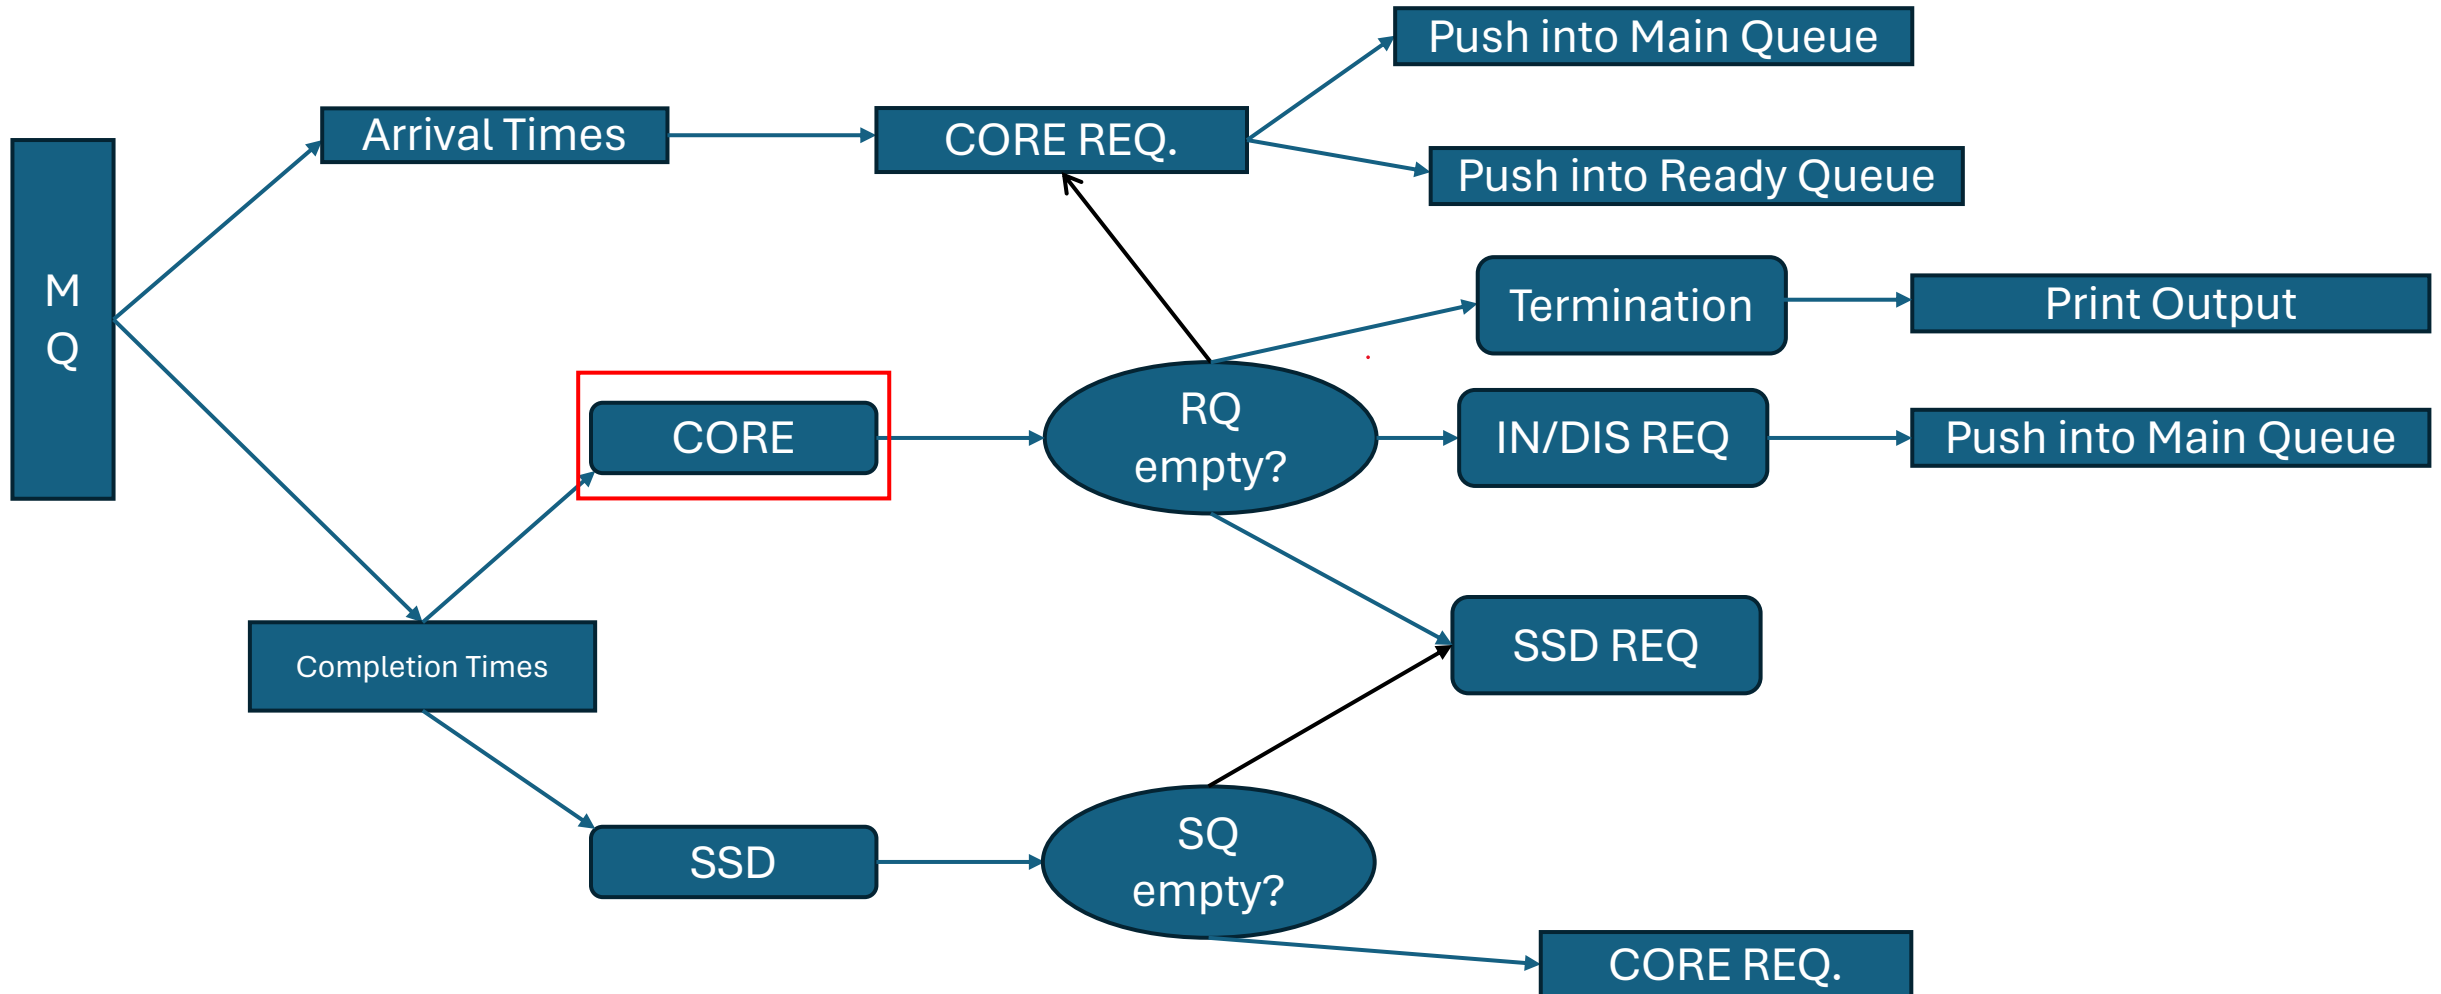 Push into Main Queue
Arrival Times
CORE REQ.
Push into Ready Queue
M
Q
Termination
Print Output
CORE
RQ
empty?
IN/DIS REQ
Push into Main Queue
Completion Times
SSD REQ
SSD
SQ
empty?
CORE REQ.